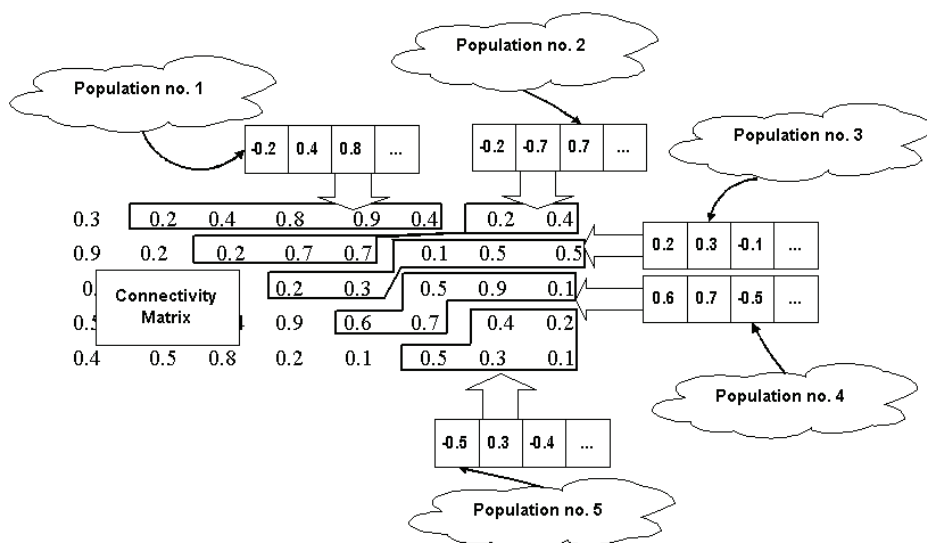 Population no. 1
Population no. 2
Population no. 3
-0.2 0.4 0.8 ...
-0.2 -0.7 0.7 ...
0.3 0.2 0.4 0.8 0.9 0.4 0.2 0.4
0.2 0.3 -0.1 ...
0.9 0.2 0.2 0.7 0.7 0.1 0.5 0.5
0.2 0.3 0.5 0.9 0.1
0.6 0.7 -0.5 ...
Connectivity
Matrix
0.9 0.6 0.7 0.4 0.2
0.4 0.5 0.8 0.2 0.1 0.5 0.3 0.1
Population no. 4
-0.5 0.3 -0.4 ...
Population no. 5